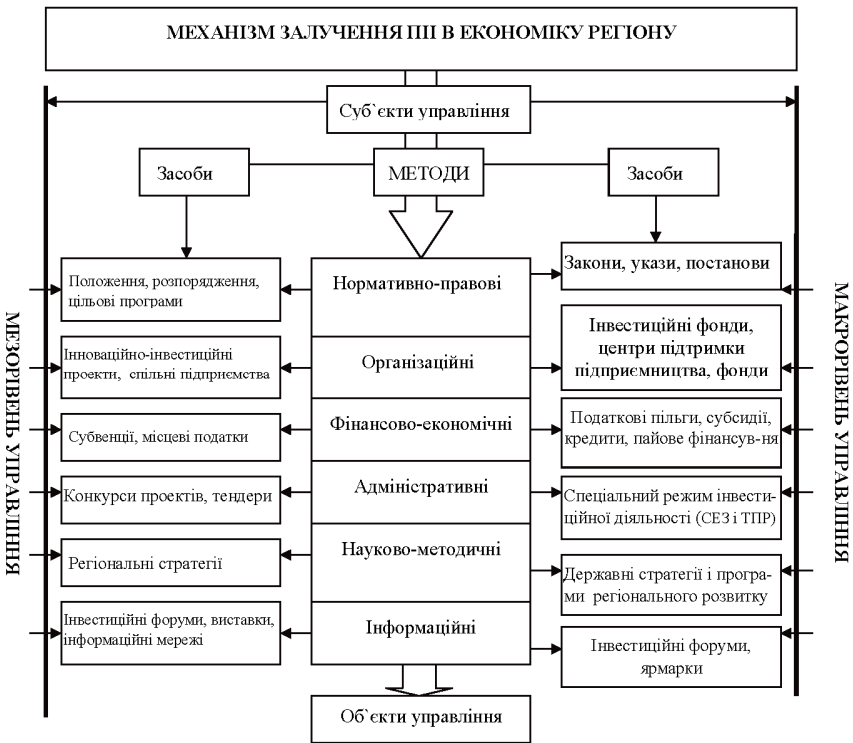 МЕХАНІЗМ ЗАЛУЧЕННЯ ПІІ В ЕКОНОМІКУ РЕГІОНУ
Суб`єкти управління
Засоби
МЕТОДИ
Засоби
МЕЗОРІВЕНЬ УПРАВЛІННЯ
Положення, розпорядження,
цільові програми
Інноваційно-інвестиційні
проекти, спільні підприємства
Субвенції, місцеві податки
Конкурси проектів, тендери
Регіональні стратегії
Інвестиційні форуми, виставки,
інформаційні мережі
Нормативно-правові
Організаційні
Фінансово-економічні
Адміністративні
Науково-методичні
Інформаційні
Закони, укази, постанови
Інвестиційні фонди,
центри підтримки
підприємництва, фонди
Податкові пільги, субсидії,
кредити, пайове фінансув-ня
Спеціальний режим інвести-
ційної діяльності (СЕЗ і ТПР)
Державні стратегії і програ-
ми регіонального розвитку
Інвестиційні форуми,
ярмарки
МАКРОРІВЕНЬ УПРАВЛІННЯ
Об`єкти управління